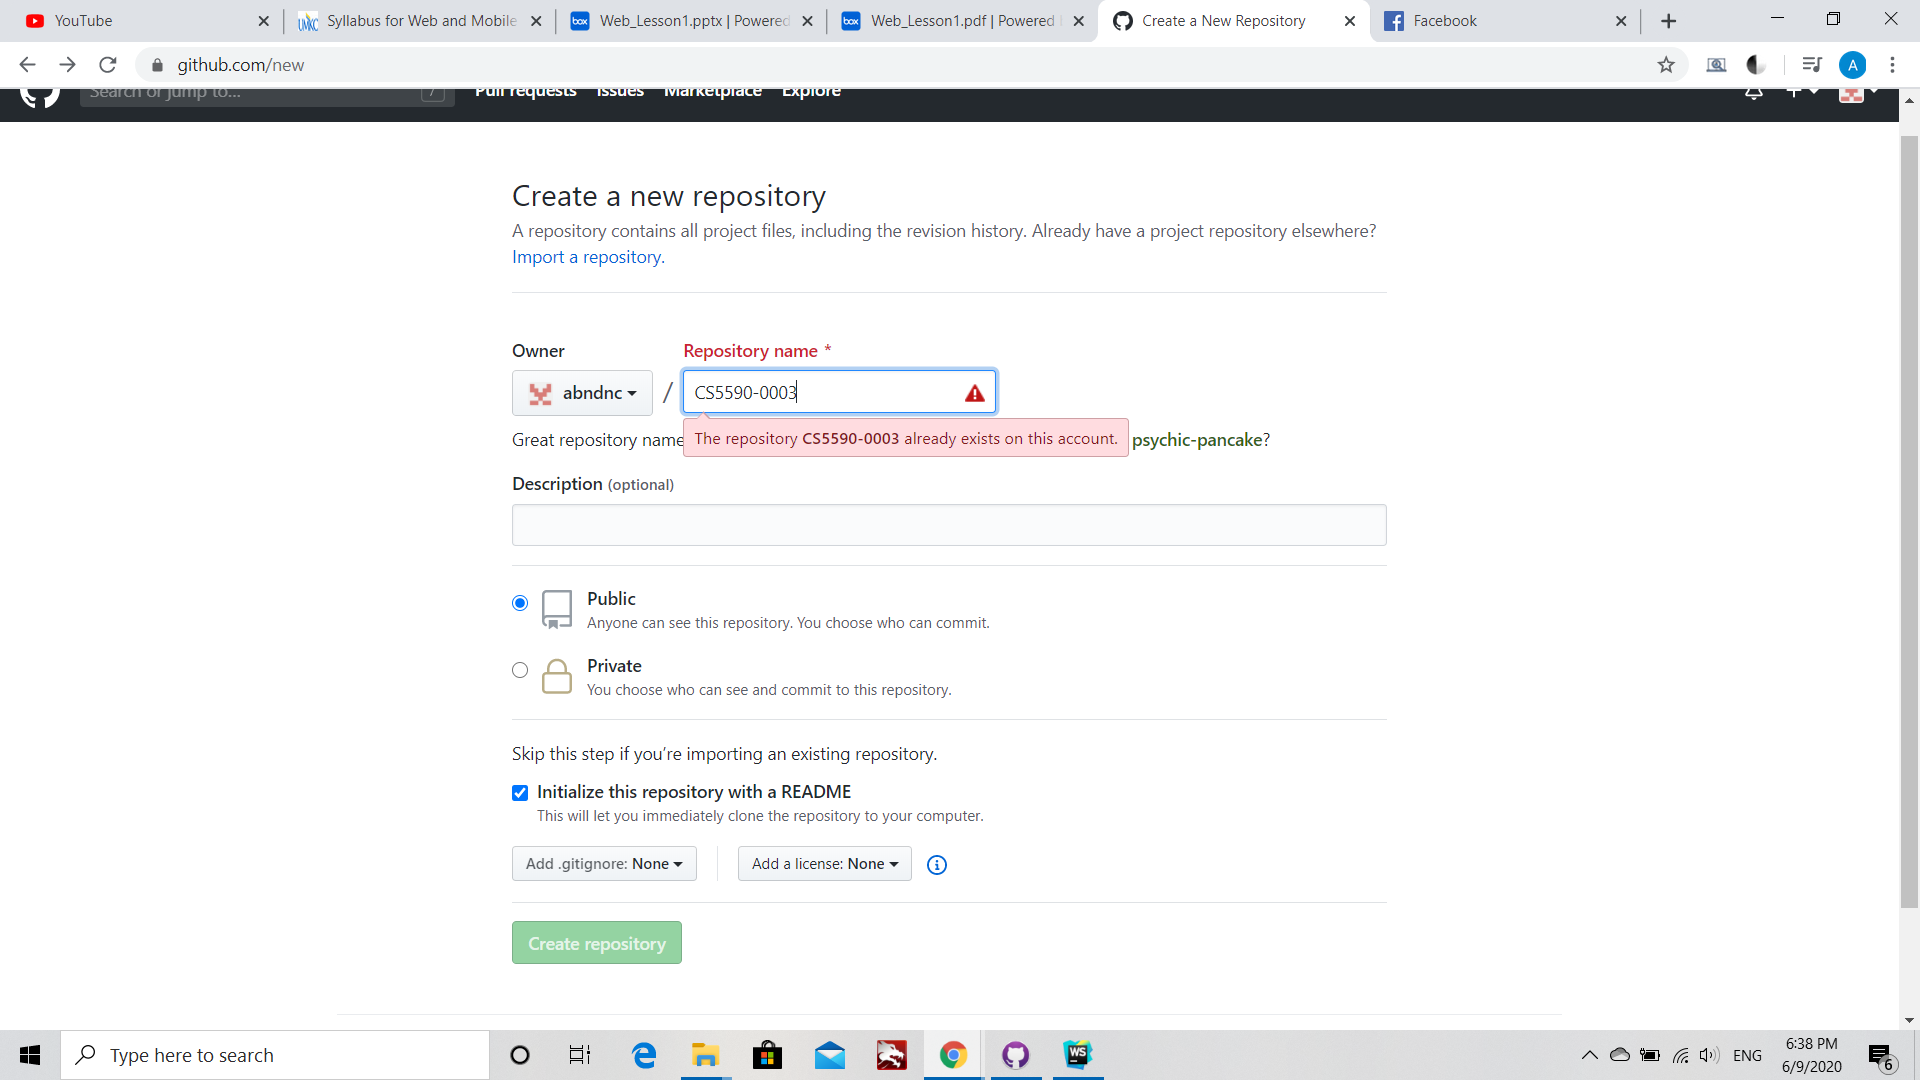 YouTube
Syllabus for Web and Mobile
Web_Lesson1.pptx | Powered
Web_Lesson1.pdf | Powered
Create a New Repository
Facebook
github.com/new
A
Search or jump to...
/
Pull requests Issues Marketplace Explore
Create a new repository
A repository contains all project files, including the revision history. Already have a project repository elsewhere?
Import a repository.
Owner
Repository name *
abndnc
/
CS5590-0003
Great repository name
The repository CS5590-0003 already exists on this account.
psychic-pancake?
Description (optional)
Public
Anyone can see this repository. You choose who can commit.
Private
You choose who can see and commit to this repository.
Skip this step if you’re importing an existing repository.
Initialize this repository with a README
This will let you immediately clone the repository to your computer.
Add .gitignore: None
Add a license: None
Create repository
Type here to search
WS
ENG
6:38 PM
6/9/2020
6